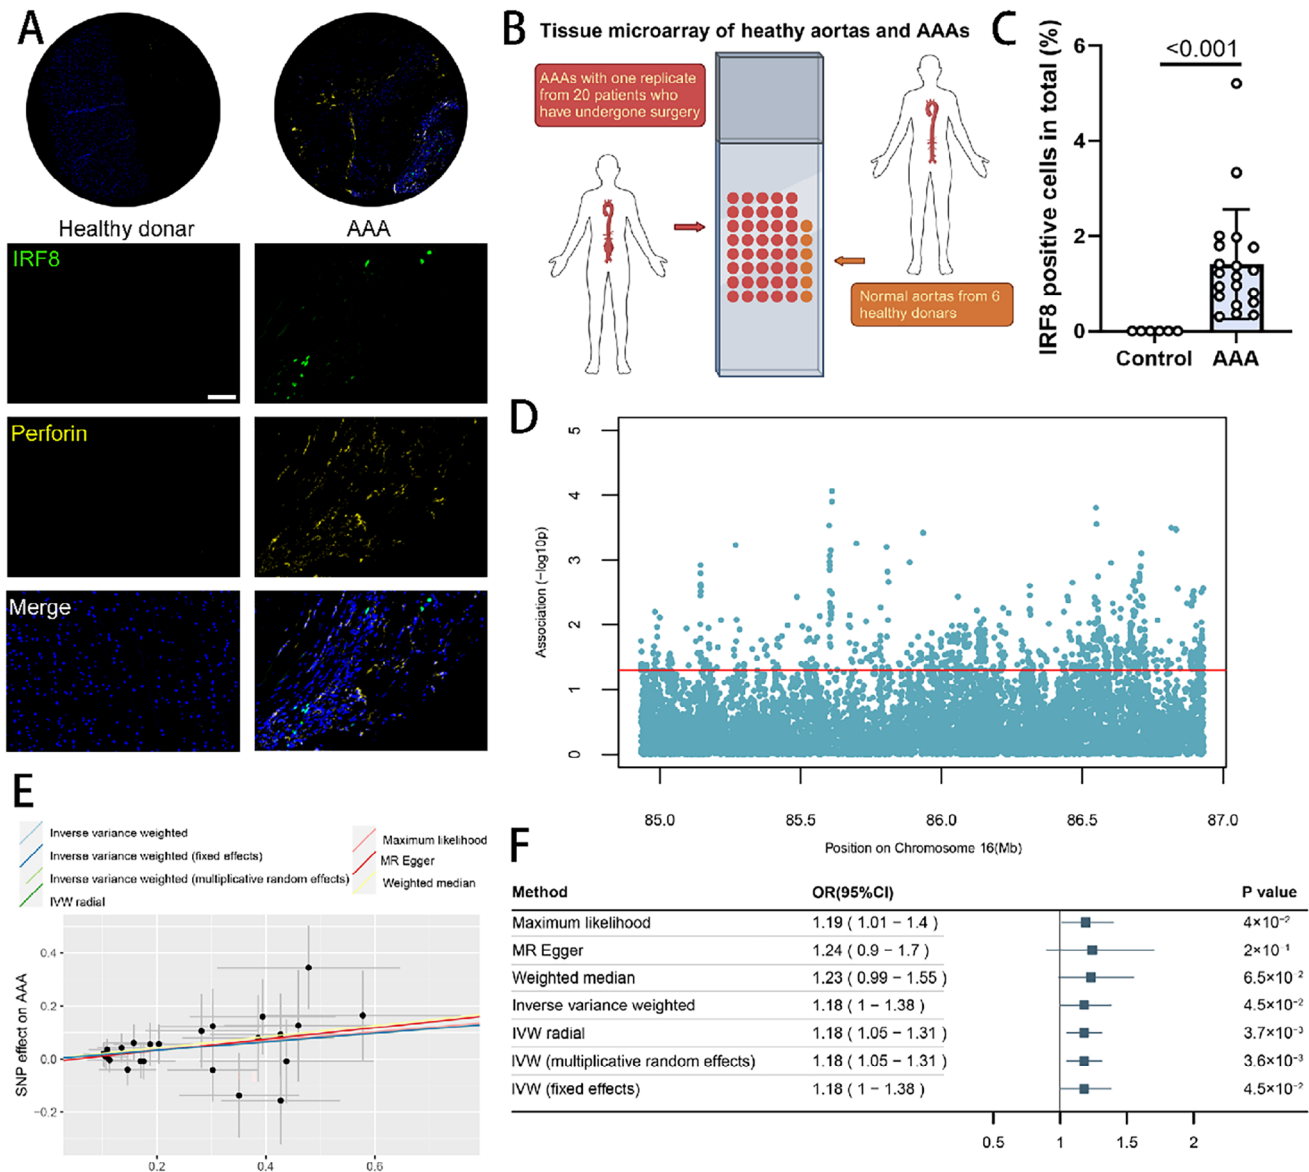 A
Healthy donar
AAA
IRF8
Perforin
Merge
B
Tissue microarray of heathy aortas and AAAs
AAAs with one replicate
from 20 patients who
have undergone surgery
Normal aortas from 6
healthy donars
C
IRF8 positive cells in total (%)
<0.001
6
4
2
0
Control
AAA
D
Association (−log10p)
5
4
3
2
1
0
85.0
85.5
86.0
86.5
87.0
Position on Chromosome 16(Mb)
E
Inverse variance weighted
Inverse variance weighted (fixed effects)
Inverse variance weighted (multiplicative random effects)
IVW radial
Maximum likelihood
MR Egger
Weighted median
SNP effect on AAA
0.4
0.2
0.0
−0.2
0.2
0.4
0.6
F
Method OR(95%CI) P value
Maximum likelihood 1.19 ( 1.01 − 1.4 ) 4×10⁻²
MR Egger 1.24 ( 0.9 − 1.7 ) 2×10⁻¹
Weighted median 1.23 ( 0.99 − 1.55 ) 6.5×10⁻²
Inverse variance weighted 1.18 ( 1 − 1.38 ) 4.5×10⁻²
IVW radial 1.18 ( 1.05 − 1.31 ) 3.7×10⁻³
IVW (multiplicative random effects) 1.18 ( 1.05 − 1.31 ) 3.6×10⁻³
IVW (fixed effects) 1.18 ( 1 − 1.38 ) 4.5×10⁻²
0.5
1
1.5
2